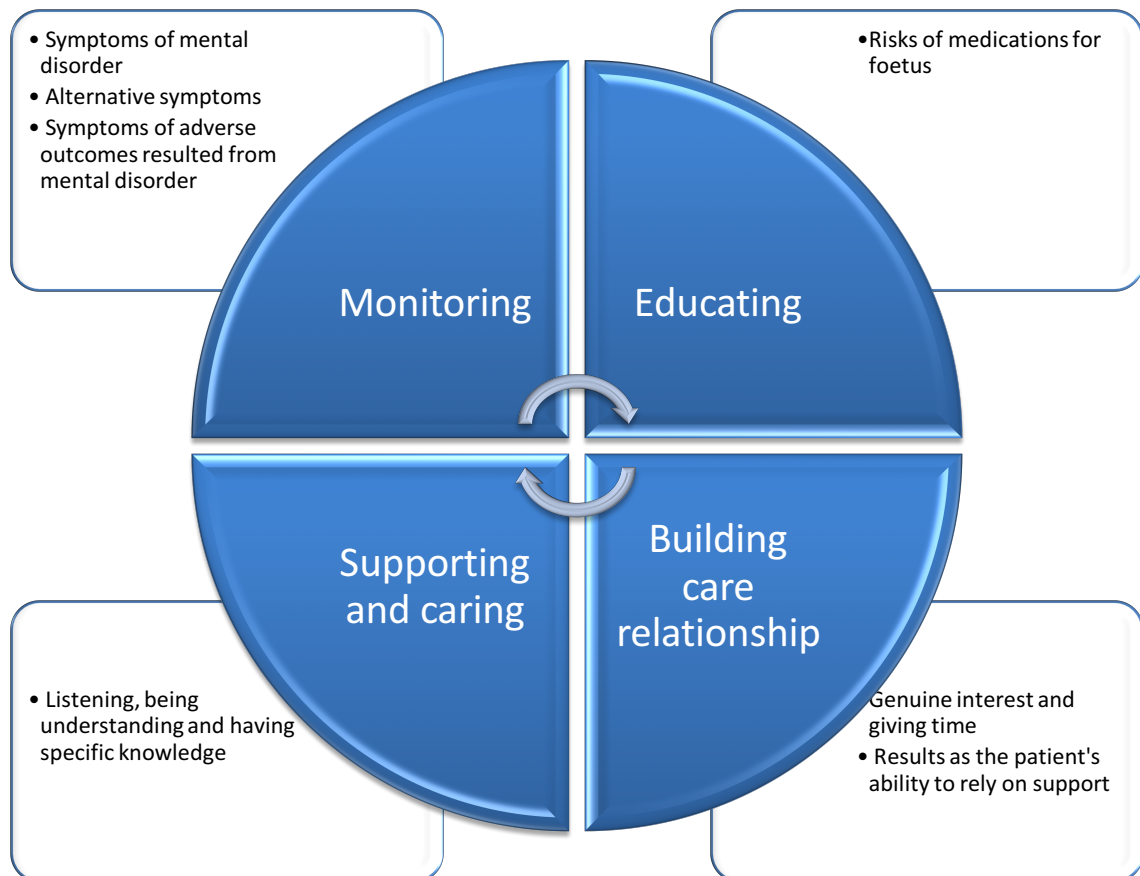 • Symptoms of mental
disorder
• Alternative symptoms
• Symptoms of adverse
outcomes resulted from
mental disorder
•Risks of medications for
foetus
Monitoring
Educating
Supporting
and caring
Building
care
relationship
• Listening, being
understanding and having
specific knowledge
Genuine interest and
giving time
• Results as the patient's
ability to rely on support